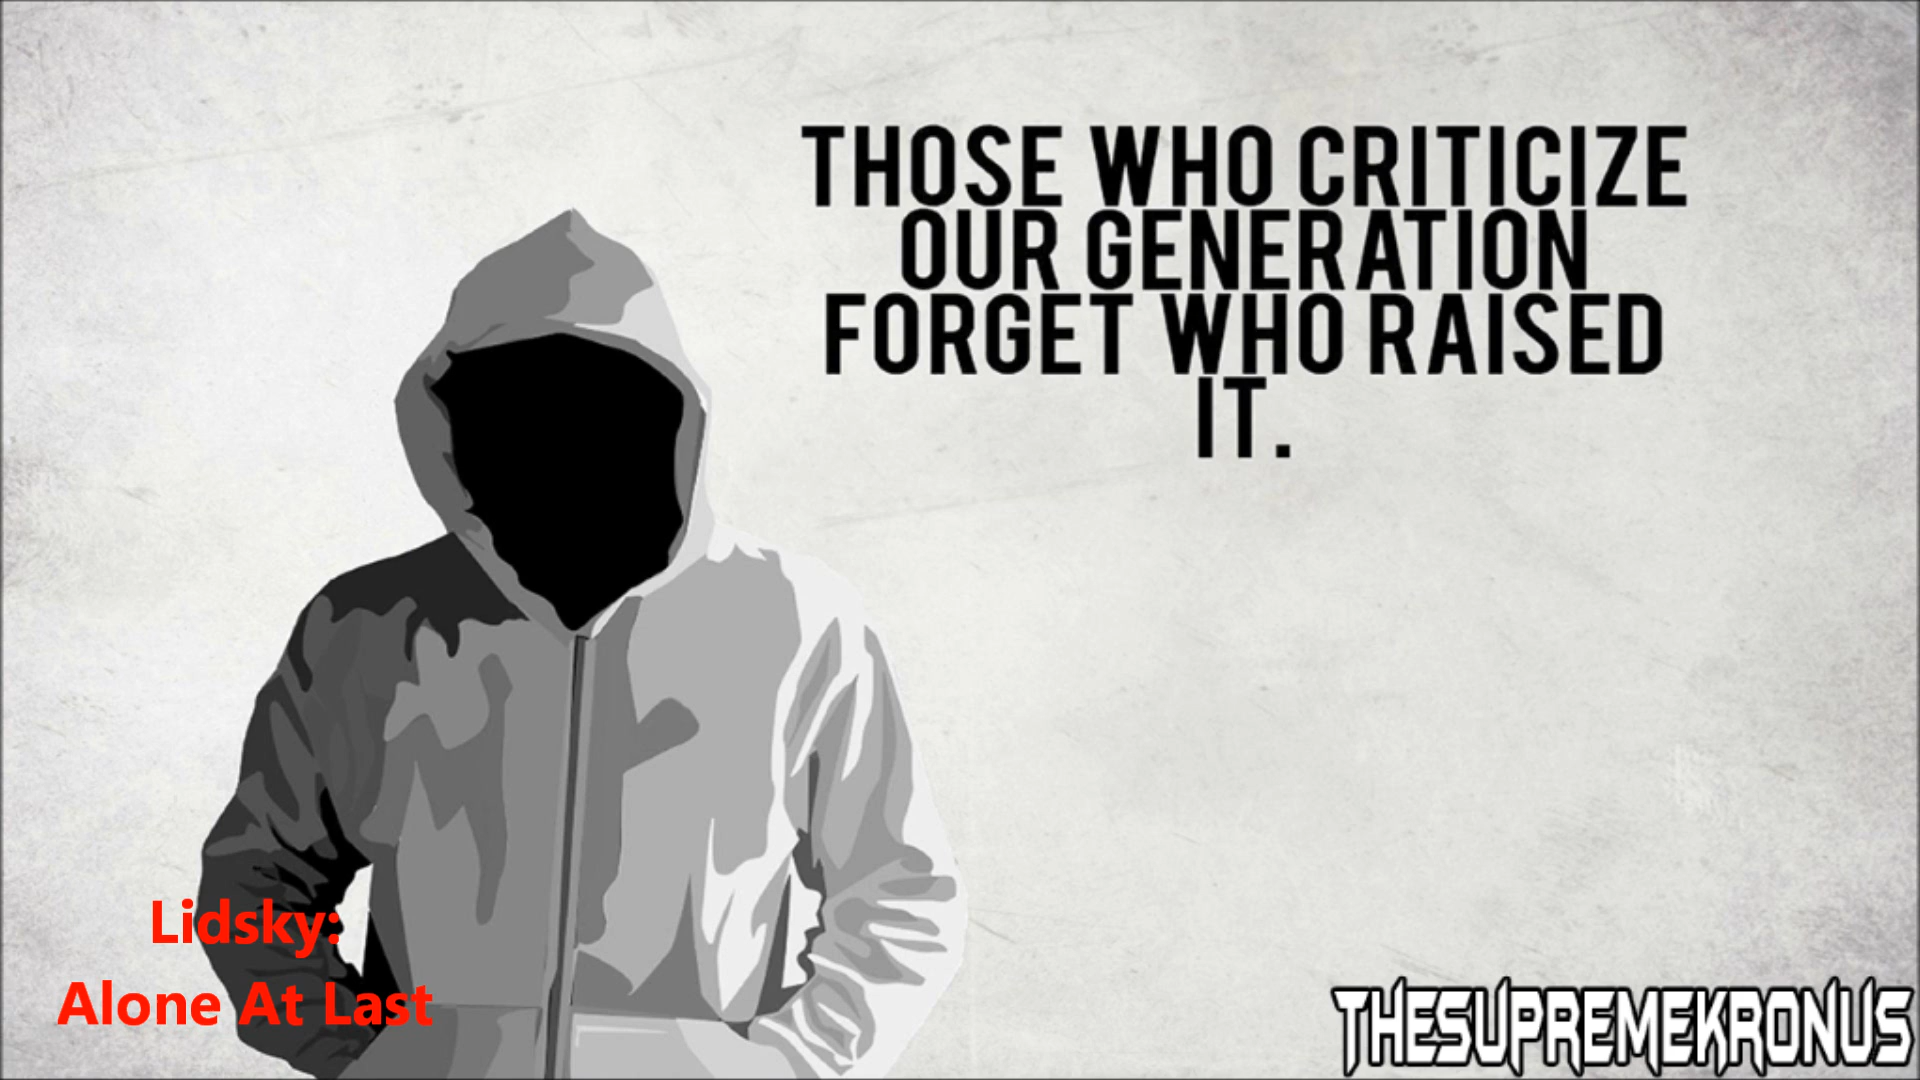 THOSE WHO CRITICIZE
OUR GENERATION
FORGET WHO RAISED
IT.
Lidsky:
Alone At Last
THESUPREMEKRONUS